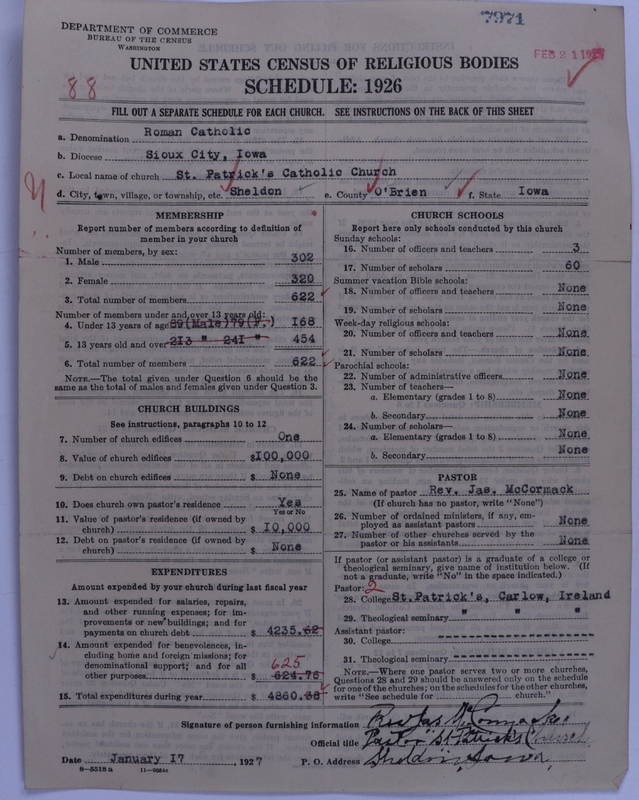 7971
DEPARTMENT OF COMMERCE
BUREAU OF THE CENSUS
WASHINGTON
FEB 21 1927
UNITED STATES CENSUS OF RELIGIOUS BODIES
SCHEDULE: 1926
88
FILL OUT A SEPARATE SCHEDULE FOR EACH CHURCH. SEE INSTRUCTIONS ON THE BACK OF THIS SHEET
a. Denomination Roman Catholic
b. Diocese Sioux City, Iowa
c. Local name of church St. Patrick's Catholic Church
d. City, town, village, or township, etc. Sheldon e. County O'Brien f. State Iowa
MEMBERSHIP
Report number of members according to definition of
member in your church
Number of members, by sex:
1. Male 302
2. Female 320
3. Total number of members 622
Number of members under and over 13 years old:
4. Under 13 years of age 89(Male)79(F.) 168
5. 13 years old and over 213 " 241 " 454
6. Total number of members 622
NOTE.—The total given under Question 6 should be the
same as the total of males and females given under Question 3.
CHURCH BUILDINGS
See instructions, paragraphs 10 to 12
7. Number of church edifices One
8. Value of church edifices $100,000
9. Debt on church edifices $ None
10. Does church own pastor's residence Yes
Yes or No
11. Value of pastor's residence (if owned by
church) $ 10,000
12. Debt on pastor's residence (if owned by
church) $ None
EXPENDITURES
Amount expended by your church during last fiscal year
13. Amount expended for salaries, repairs,
and other running expenses; for im-
provements or new buildings; and for
payments on church debt $ 4235.62
14. Amount expended for benevolences, in-
cluding home and foreign missions; for
denominational support; and for all
625
other purposes $ 624.76
15. Total expenditures during year $ 4860.38
CHURCH SCHOOLS
Report here only schools conducted by this church
Sunday schools:
16. Number of officers and teachers 3
17. Number of scholars 60
Summer vacation Bible schools:
18. Number of officers and teachers None
19. Number of scholars None
Week-day religious schools:
20. Number of officers and teachers None
21. Number of scholars None
Parochial schools:
22. Number of administrative officers None
23. Number of teachers—
a. Elementary (grades 1 to 8) None
b. Secondary None
24. Number of scholars—
a. Elementary (grades 1 to 8) None
b. Secondary None
PASTOR
25. Name of pastor Rev. Jas. McCormack
(If church has no pastor, write "None")
26. Number of ordained ministers, if any, em-
ployed as assistant pastors None
27. Number of other churches served by the
pastor or his assistants None
If pastor (or assistant pastor) is a graduate of a college or
theological seminary, give name of institution below. (If
not a graduate, write "No" in the space indicated.)
Pastor: 2
28. College St.Patrick's, Carlow, Ireland
29. Theological seminary " " "
Assistant pastor:
30. College
31. Theological seminary
NOTE.—Where one pastor serves two or more churches,
Questions 28 and 29 should be answered only on the schedule
for one of the churches; on the schedules for the other churches,
write "See schedule for church."
Signature of person furnishing information Rev Jas McCormack
Official title Pastor St Patrick's Church
Date January 17, 1927 P. O. Address Sheldon, Iowa
8—5518a 11—9054a